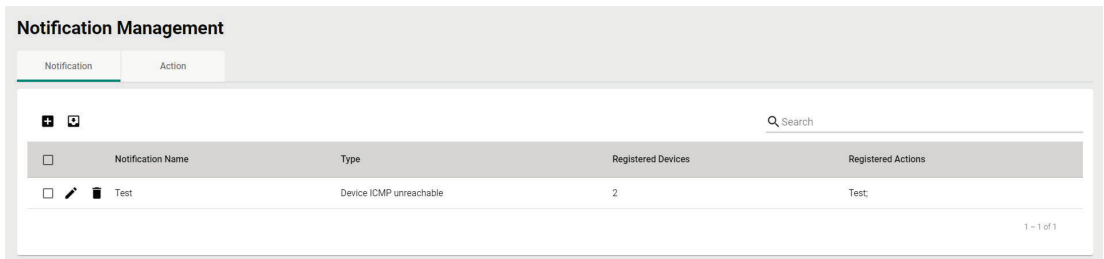 Notification Management
Notification Action
Search
Notification Name Type Registered Devices Registered Actions
Test Device ICMP unreachable 2 Test;
1 – 1 of 1